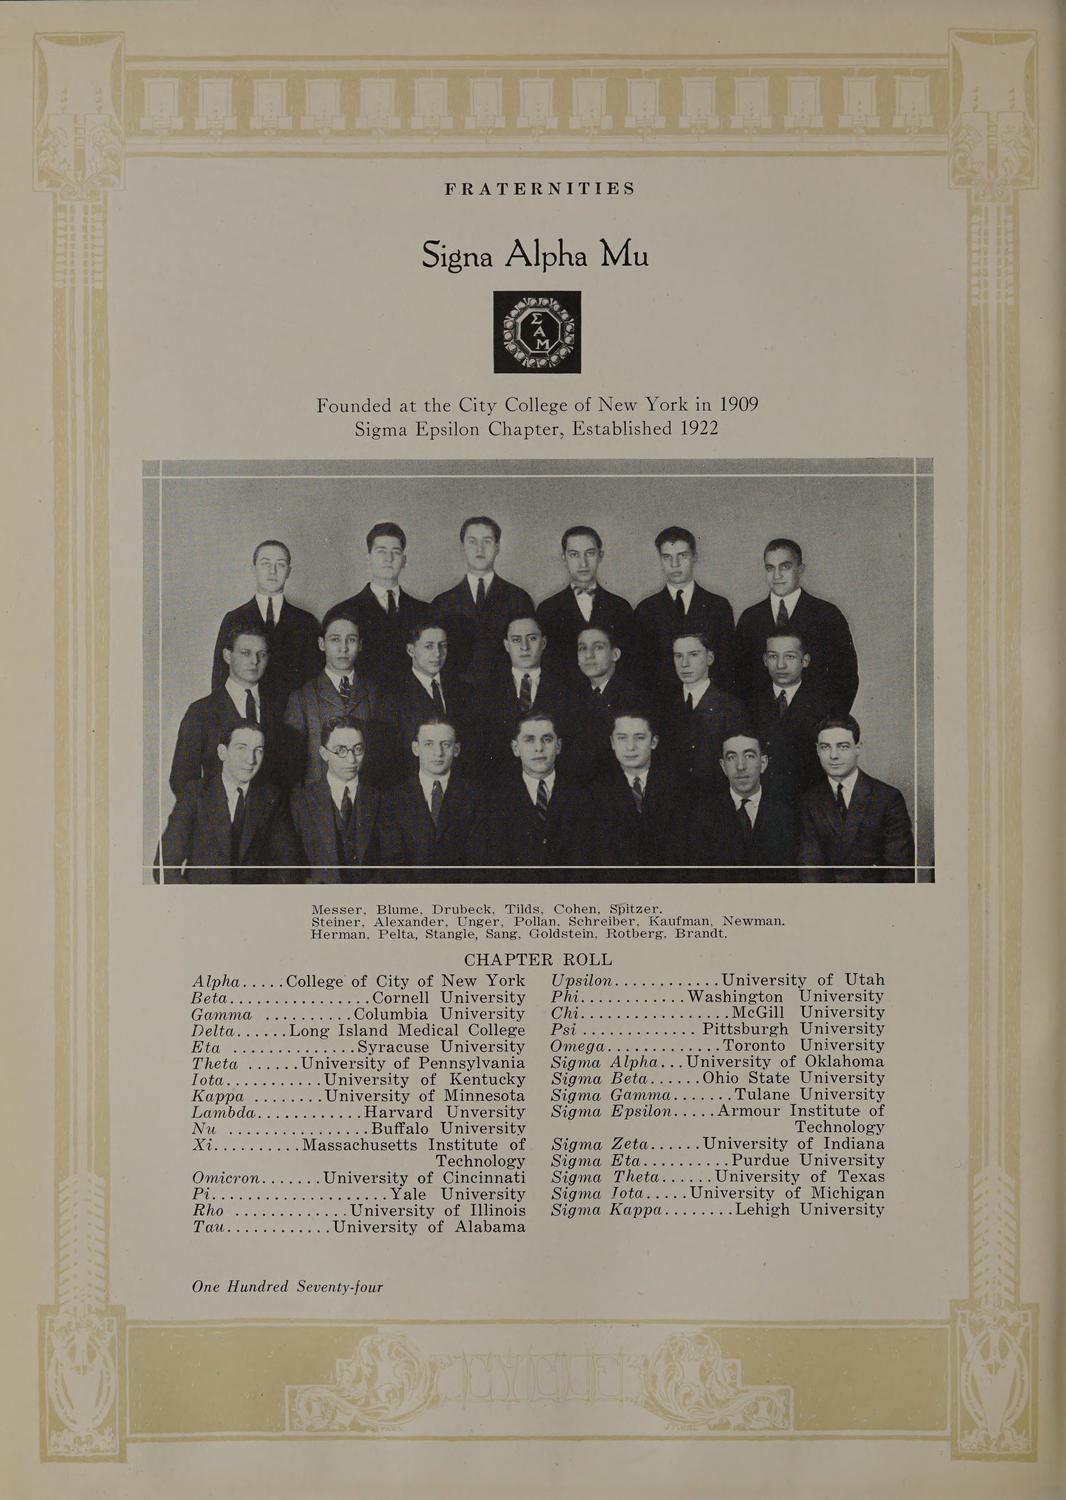 FRATERNITIES
Signa Alpha Mu
Σ
Α
Μ
Founded at the City College of New York in 1909
Sigma Epsilon Chapter, Established 1922
Messer, Blume, Drubeck, Tilds, Cohen, Spitzer.
Steiner, Alexander, Unger, Pollan, Schreiber, Kaufman, Newman.
Herman, Pelta, Stangle, Sang, Goldstein, Rotberg, Brandt.
CHAPTER ROLL
Alpha.....College of City of New York
Beta................Cornell University
Gamma ..........Columbia University
Delta......Long Island Medical College
Eta ..............Syracuse University
Theta ......University of Pennsylvania
Iota...........University of Kentucky
Kappa ........University of Minnesota
Lambda............Harvard Unversity
Nu ................Buffalo University
Xi..........Massachusetts Institute of
Technology
Omicron.......University of Cincinnati
Pi....................Yale University
Rho .............University of Illinois
Tau............University of Alabama
Upsilon............University of Utah
Phi............Washington University
Chi.................McGill University
Psi ............. Pittsburgh University
Omega.............Toronto University
Sigma Alpha...University of Oklahoma
Sigma Beta......Ohio State University
Sigma Gamma.......Tulane University
Sigma Epsilon.....Armour Institute of
Technology
Sigma Zeta......University of Indiana
Sigma Eta..........Purdue University
Sigma Theta......University of Texas
Sigma Iota.....University of Michigan
Sigma Kappa........Lehigh University
One Hundred Seventy-four